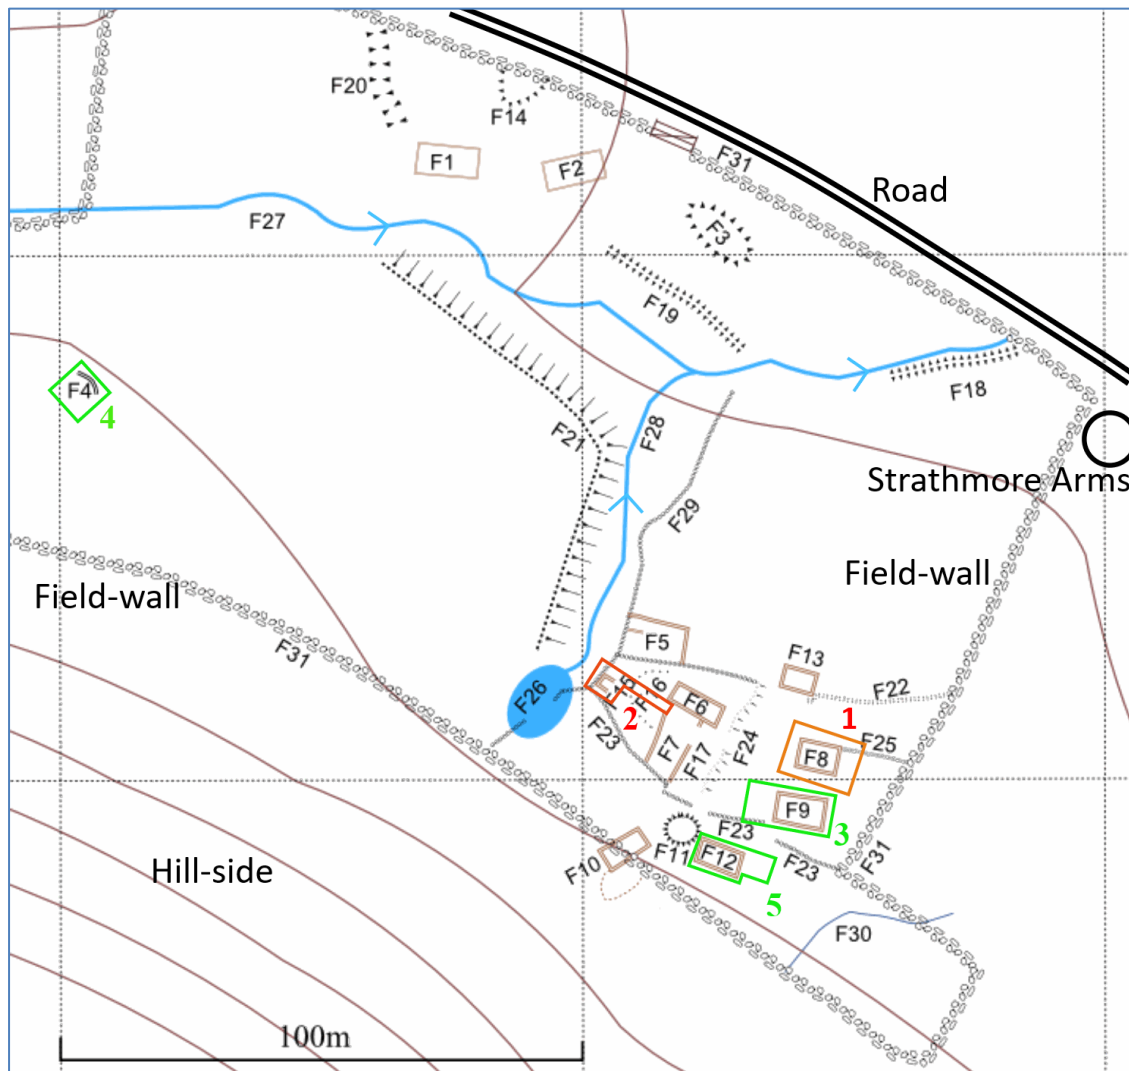 F20
F14
F1
F2
F31
Road
F3
F27
F19
F18
F4
4
F21
F28
Strathmore Arms
F29
Field-wall
Field-wall
F31
F5
F13
F15
F16
F22
F26
F6
2
1
F23
F7
F17
F24
F25
F8
F9
3
F23
F11
F12
F10
F23
F31
Hill-side
5
F30
100m